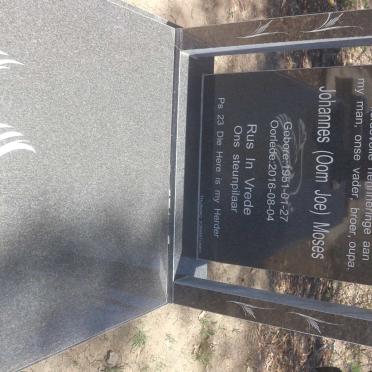 herinneringe aan
my man, onse vader, broer, oupa.
Johannes (Oom Joe) Moses
Gebore:1951-01-27
Oorlede:2016-08-04
Rus In Vrede
Ons steunpilaar
Ps 23 Die Here is my Herder